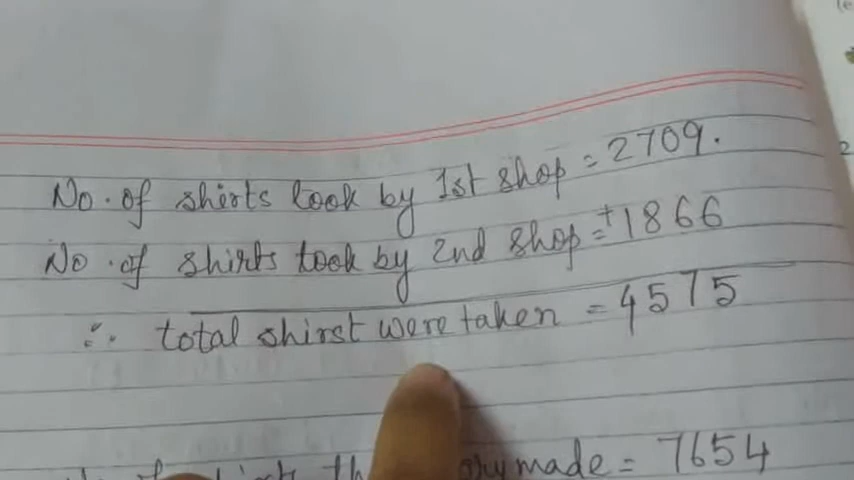 No. of shirts took by 1st shop = 2709.
No. of shirts took by 2nd shop = +1866
∴ total shirst were taken = 4575
made = 7654